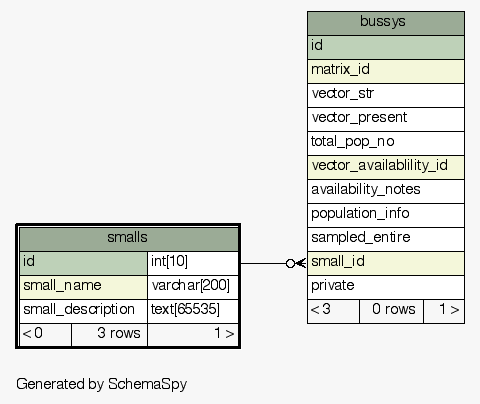 bussys
id
matrix_id
vector_str
vector_present
total_pop_no
vector_availablility_id
availability_notes
population_info
sampled_entire
small_id
private
< 3 0 rows 1 >
smalls
id int[10]
small_name varchar[200]
small_description text[65535]
< 0 3 rows 1 >
Generated by SchemaSpy